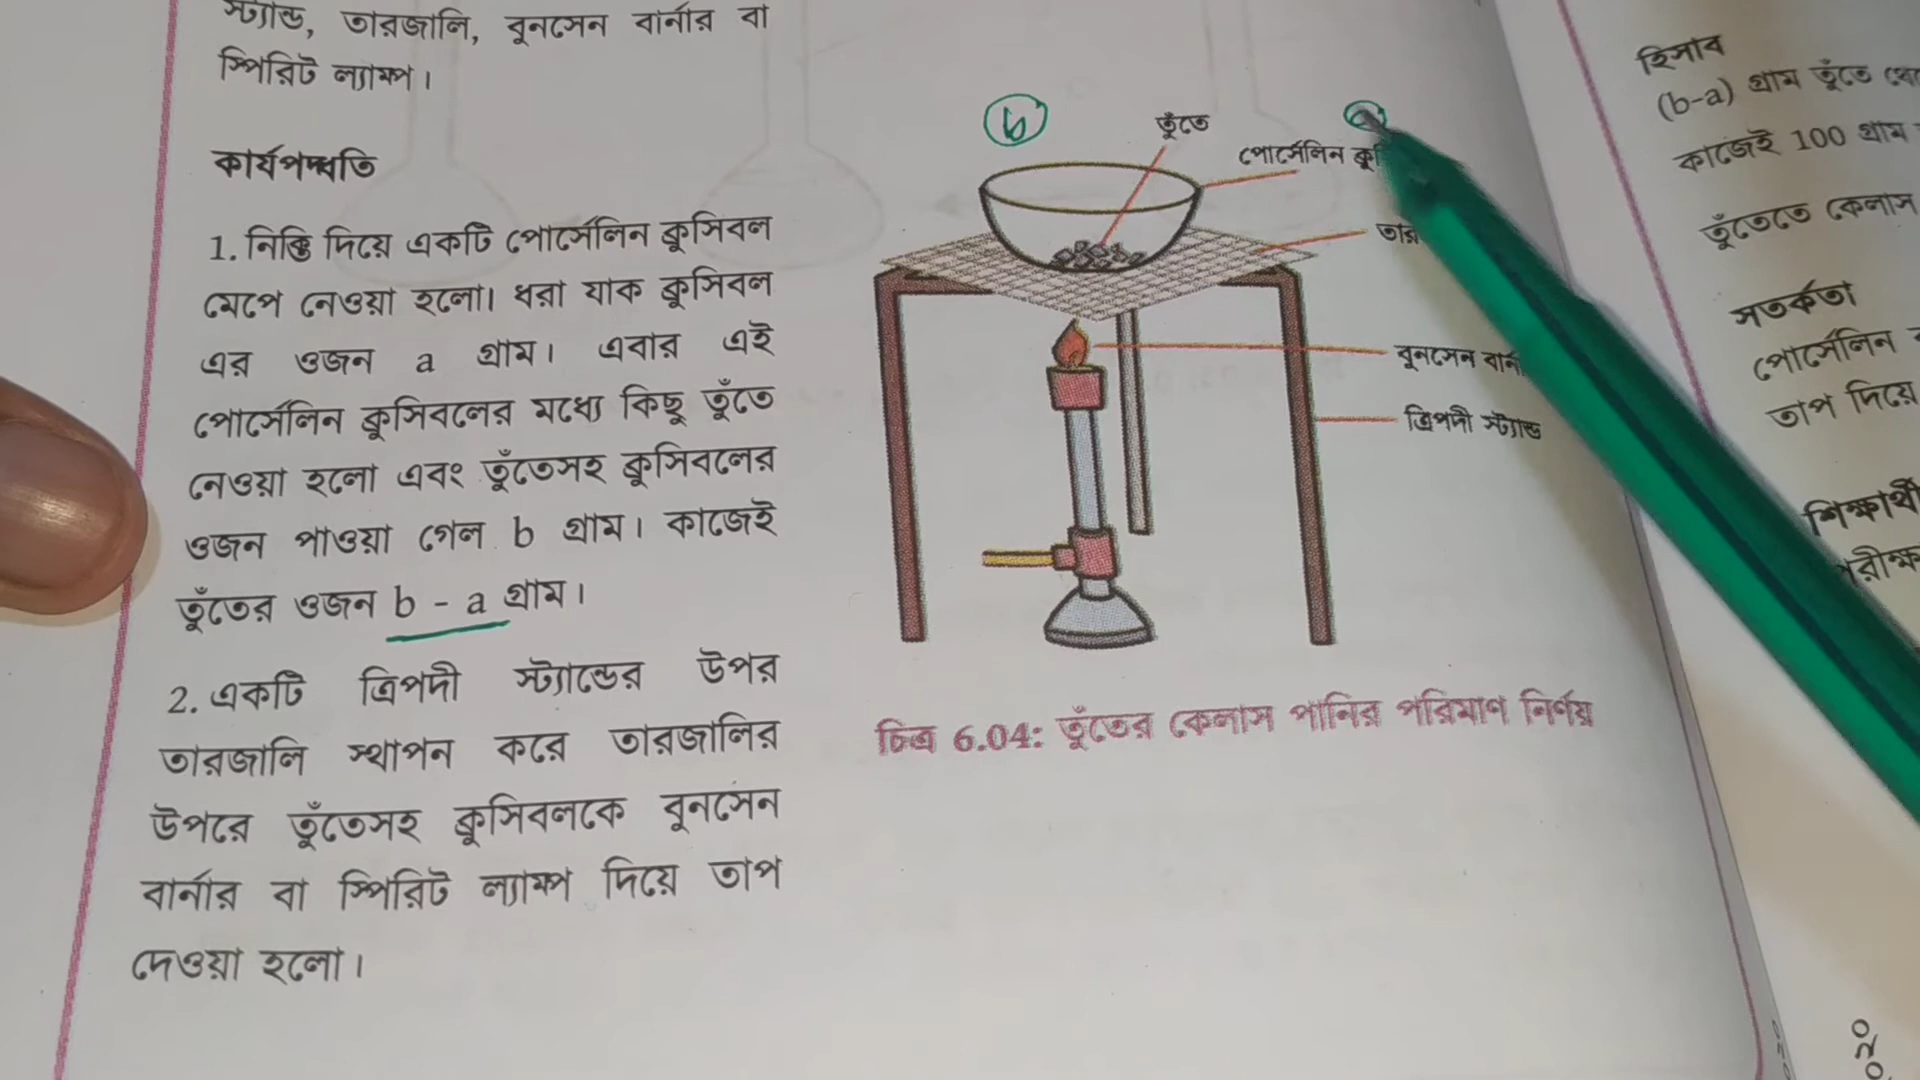 স্ট্যান্ড, তারজালি, বুনসেন বার্নার বা
স্পিরিট ল্যাম্প।
কার্যপদ্ধতি
1. নিক্তি দিয়ে একটি পোর্সেলিন ক্রুসিবল
মেপে নেওয়া হলো। ধরা যাক ক্রুসিবল
এর ওজন a গ্রাম। এবার এই
পোর্সেলিন ক্রুসিবলের মধ্যে কিছু তুঁতে
নেওয়া হলো এবং তুঁতেসহ ক্রুসিবলের
ওজন পাওয়া গেল b গ্রাম। কাজেই
তুঁতের ওজন b - a গ্রাম।
2. একটি ত্রিপদী স্ট্যান্ডের উপর
তারজালি স্থাপন করে তারজালির
উপরে তুঁতেসহ ক্রুসিবলকে বুনসেন
বার্নার বা স্পিরিট ল্যাম্প দিয়ে তাপ
দেওয়া হলো।
b
তুঁতে
পোর্সেলিন
বুনসেন
ত্রিপদী স্ট্যান্ড
চিত্র 6.04: তুঁতের কেলাস পানির পরিমাণ নির্ণয়
হিসাব
(b-a) গ্রাম তুঁতে
কাজেই 100 গ্রাম
তুঁতেতে কেলাস
সতর্কতা
পোর্সেলিন
তাপ দিয়ে
শিক্ষার্থী